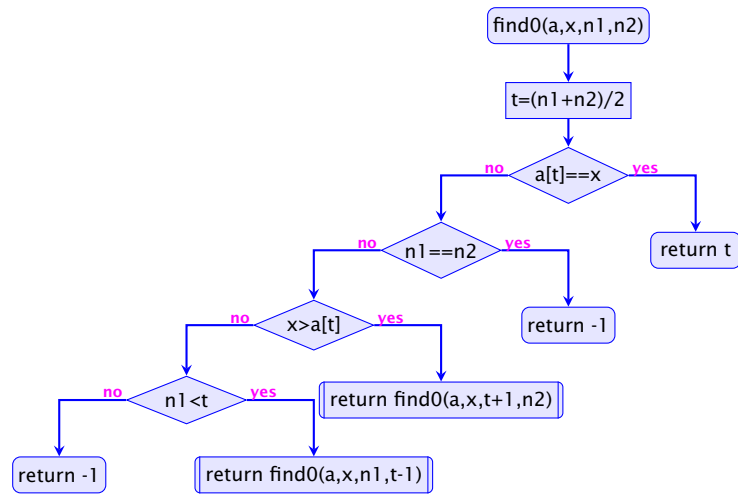 find0(a,x,n1,n2)
t=(n1+n2)/2
no
a[t]==x
yes
no
n1==n2
yes
return t
no
x>a[t]
yes
return -1
no
n1<t
yes
return find0(a,x,t+1,n2)
return -1
return find0(a,x,n1,t-1)